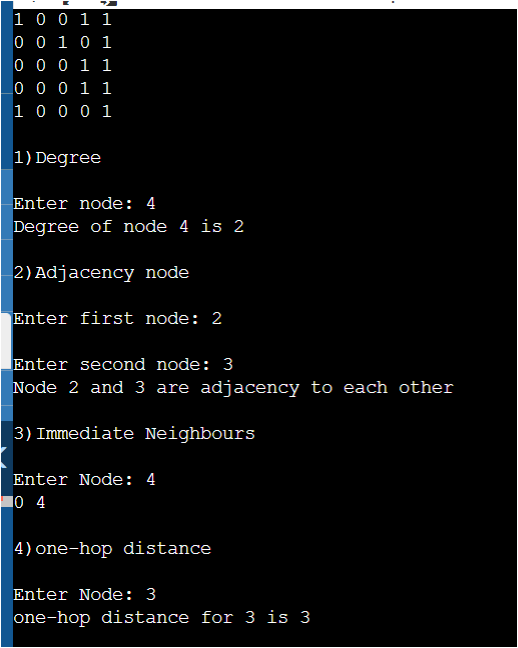 1 0 0 1 1
0 0 1 0 1
0 0 0 1 1
0 0 0 1 1
1 0 0 0 1
1)Degree
Enter node: 4
Degree of node 4 is 2
2)Adjacency node
Enter first node: 2
Enter second node: 3
Node 2 and 3 are adjacency to each other
3)Immediate Neighbours
Enter Node: 4
0 4
4)one-hop distance
Enter Node: 3
one-hop distance for 3 is 3